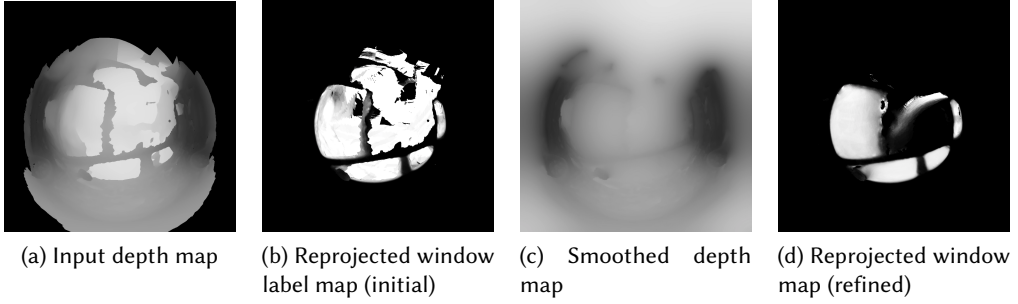 (a) Input depth map
(b) Reprojected window
label map (initial)
(c) Smoothed depth
map
(d) Reprojected window
map (refined)